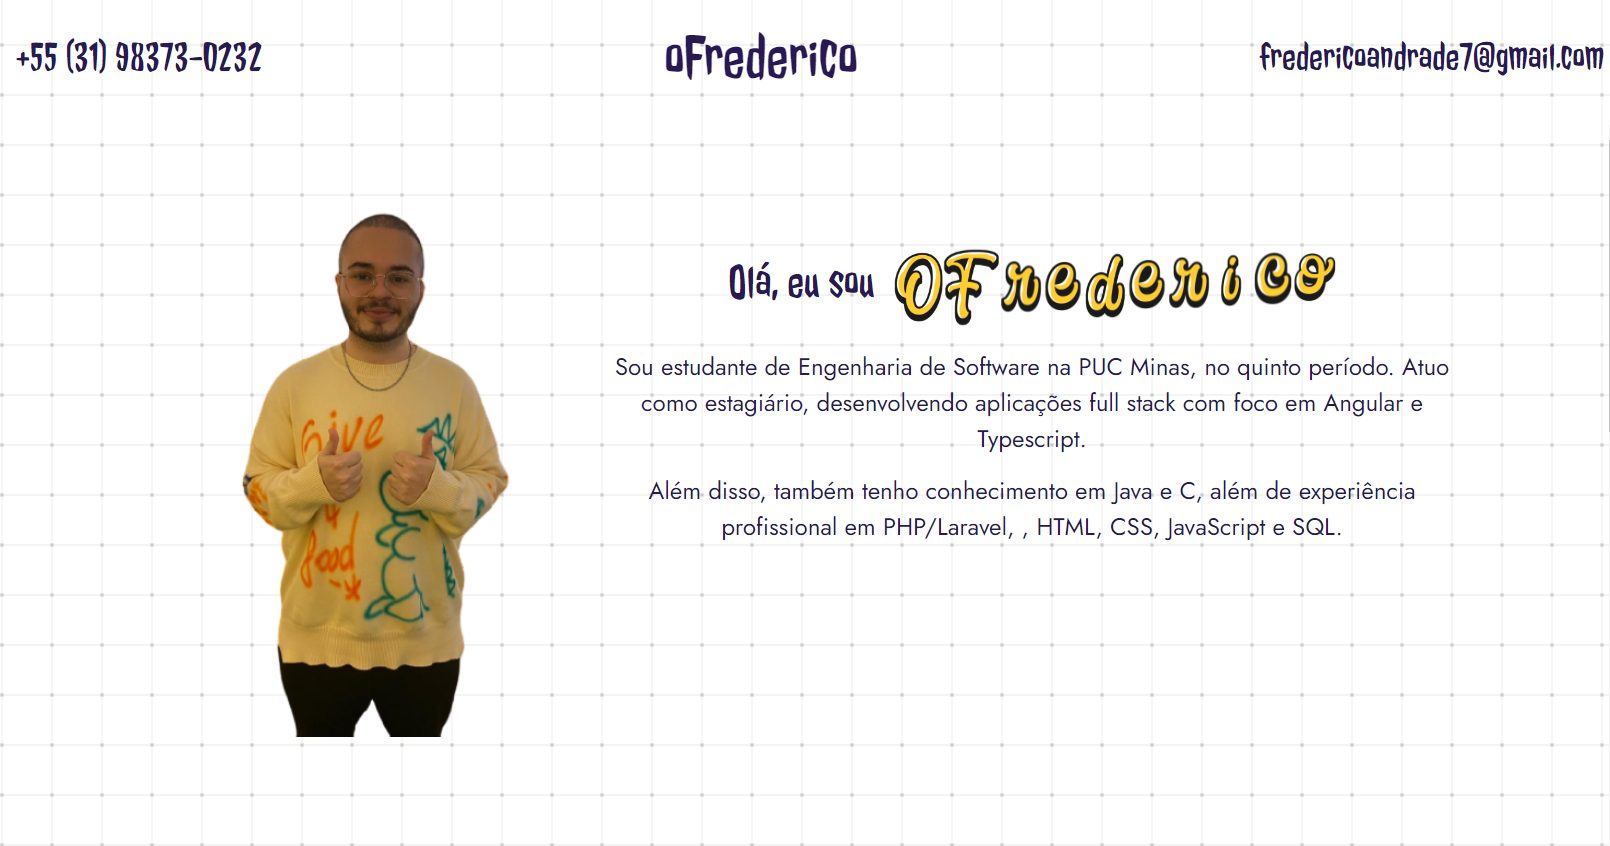 +55 (31) 98373-0232
oFrederico
fredericoandrade7@gmail.com
Olá, eu sou OFrederico
Sou estudante de Engenharia de Software na PUC Minas, no quinto período. Atuo
como estagiário, desenvolvendo aplicações full stack com foco em Angular e
Typescript.
Além disso, também tenho conhecimento em Java e C, além de experiência
profissional em PHP/Laravel, , HTML, CSS, JavaScript e SQL.
Give
food